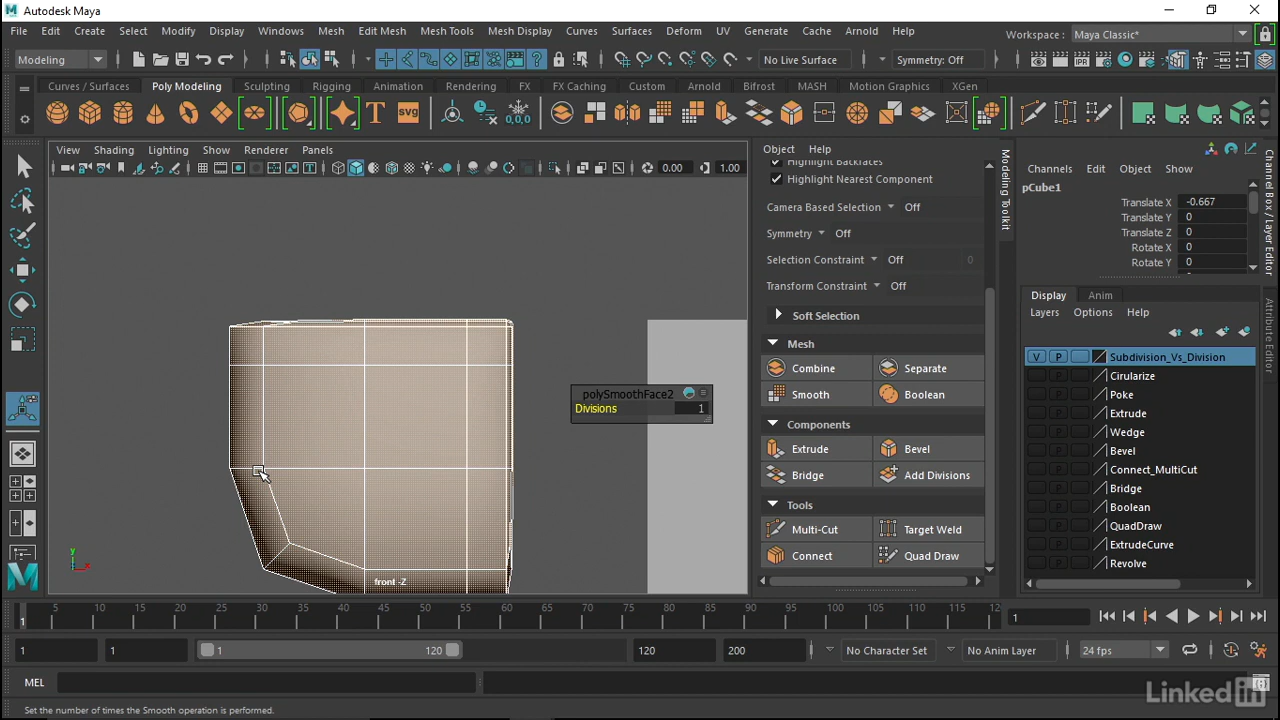 Autodesk Maya
File Edit Create Select Modify Display Windows Mesh Edit Mesh Mesh Tools Mesh Display Curves Surfaces Deform UV Generate Cache Arnold Help
Workspace : Maya Classic*
Modeling No Live Surface Symmetry: Off
Curves / Surfaces Poly Modeling Sculpting Rigging Animation Rendering FX FX Caching Custom Arnold Bifrost MASH Motion Graphics XGen
T SVG 0,0,0
View Shading Lighting Show Renderer Panels
0.00 1.00
Object Help
Highlight Backfaces
Highlight Nearest Component
Camera Based Selection Off
Symmetry Off
Selection Constraint Off 0
Transform Constraint Off
Soft Selection
Mesh
Combine Separate
Smooth Boolean
Components
Extrude Bevel
Bridge Add Divisions
Tools
Multi-Cut Target Weld
Connect Quad Draw
Modeling Toolkit
Channels Edit Object Show
pCube1
Translate X -0.667
Translate Y 0
Translate Z 0
Rotate X 0
Rotate Y 0
Channel Box / Layer Editor
Attribute Editor
Display Anim
Layers Options Help
V P Subdivision_Vs_Division
P Cirularize
P Poke
P Extrude
P Wedge
P Bevel
P Connect_MultiCut
P Bridge
P Boolean
P QuadDraw
P ExtrudeCurve
P Revolve
polySmoothFace2
Divisions 1
front -Z
y
x
5 10 15 20 25 30 35 40 45 50 55 60 65 70 75 80 85 90 95 100 105 110 115 120
1
1
1 1 1 120 120 200 No Character Set No Anim Layer 24 fps
MEL
Set the number of times the Smooth operation is performed.
Linked in